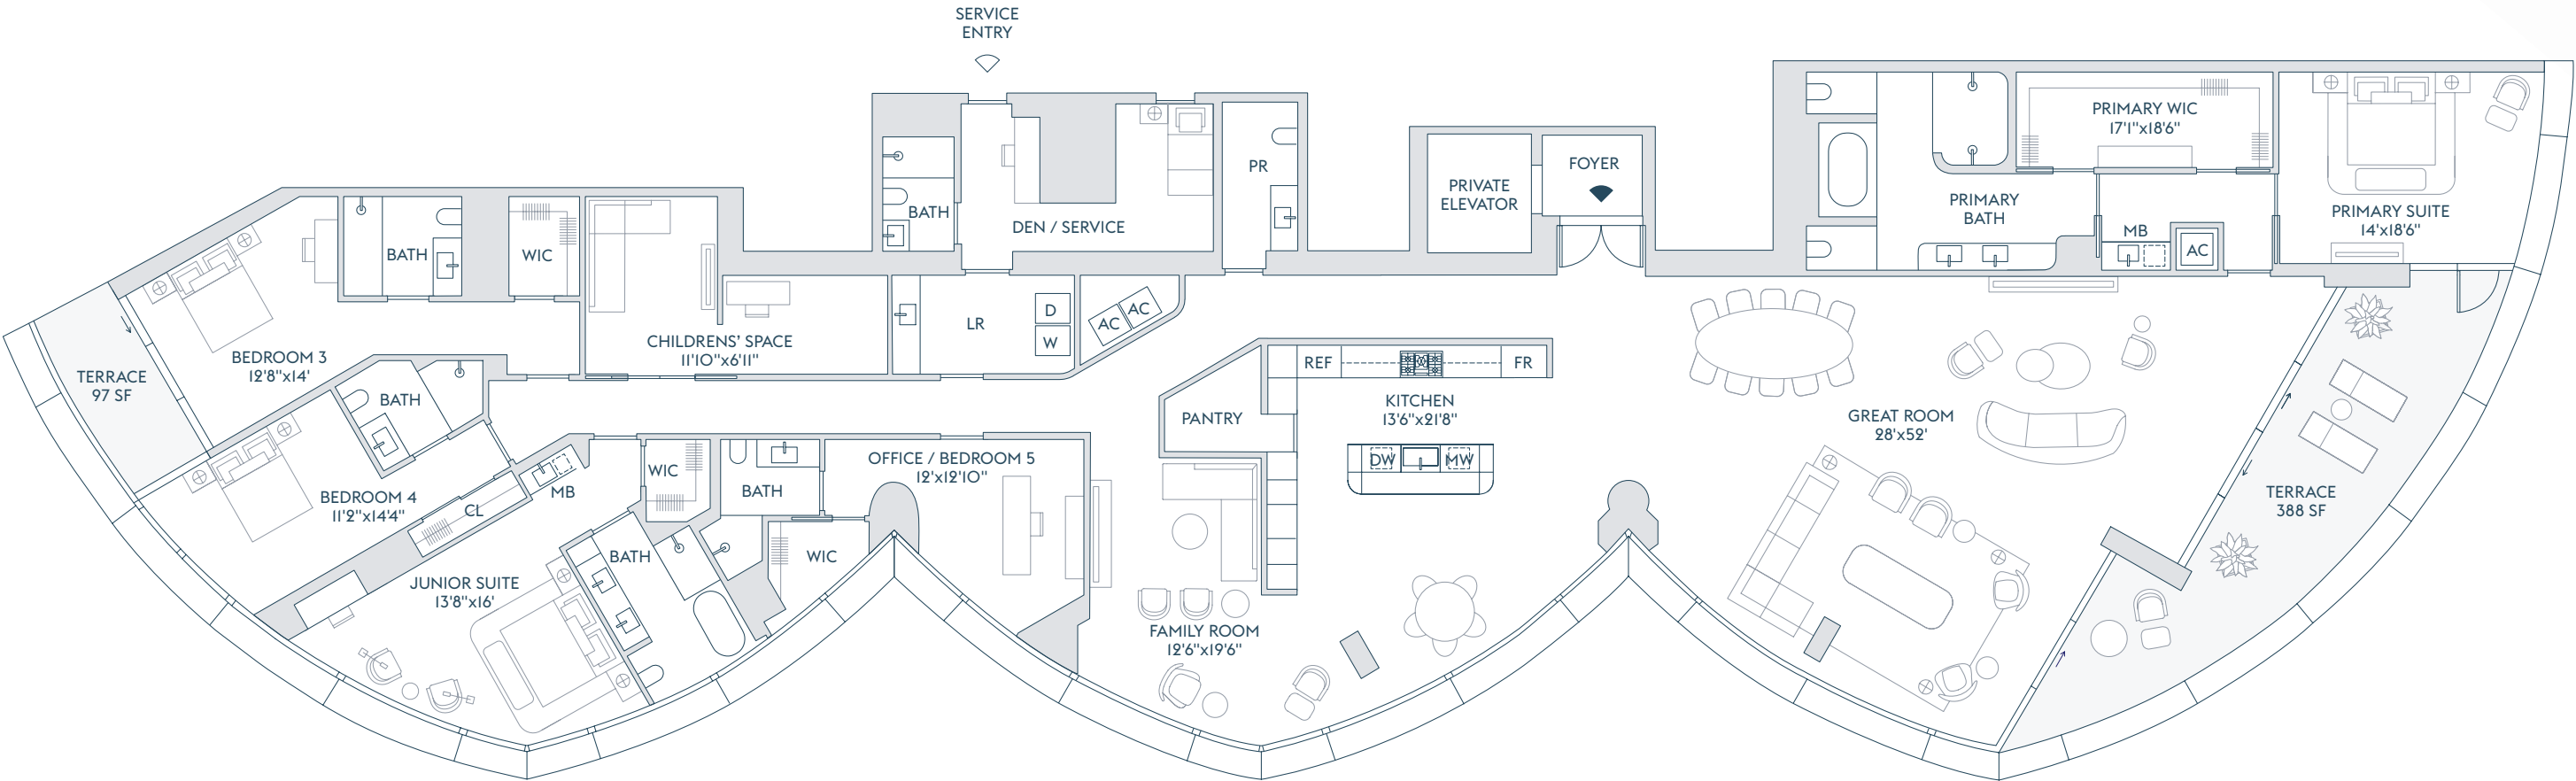 SERVICE
ENTRY
BATH
DEN / SERVICE
PR
PRIVATE
ELEVATOR
FOYER
PRIMARY
BATH
PRIMARY WIC
17'1"x18'6"
MB
AC
PRIMARY SUITE
14'x18'6"
BATH
WIC
CHILDRENS' SPACE
11'10"x6'11"
LR
D
W
AC
AC
TERRACE
97 SF
BEDROOM 3
12'8"x14'
BATH
BEDROOM 4
11'2"x14'4"
CL
MB
WIC
BATH
OFFICE / BEDROOM 5
12'x12'10"
WIC
BATH
JUNIOR SUITE
13'8"x16'
PANTRY
REF
FR
KITCHEN
13'6"x21'8"
DW
MW
FAMILY ROOM
12'6"x19'6"
GREAT ROOM
28'x52'
TERRACE
388 SF